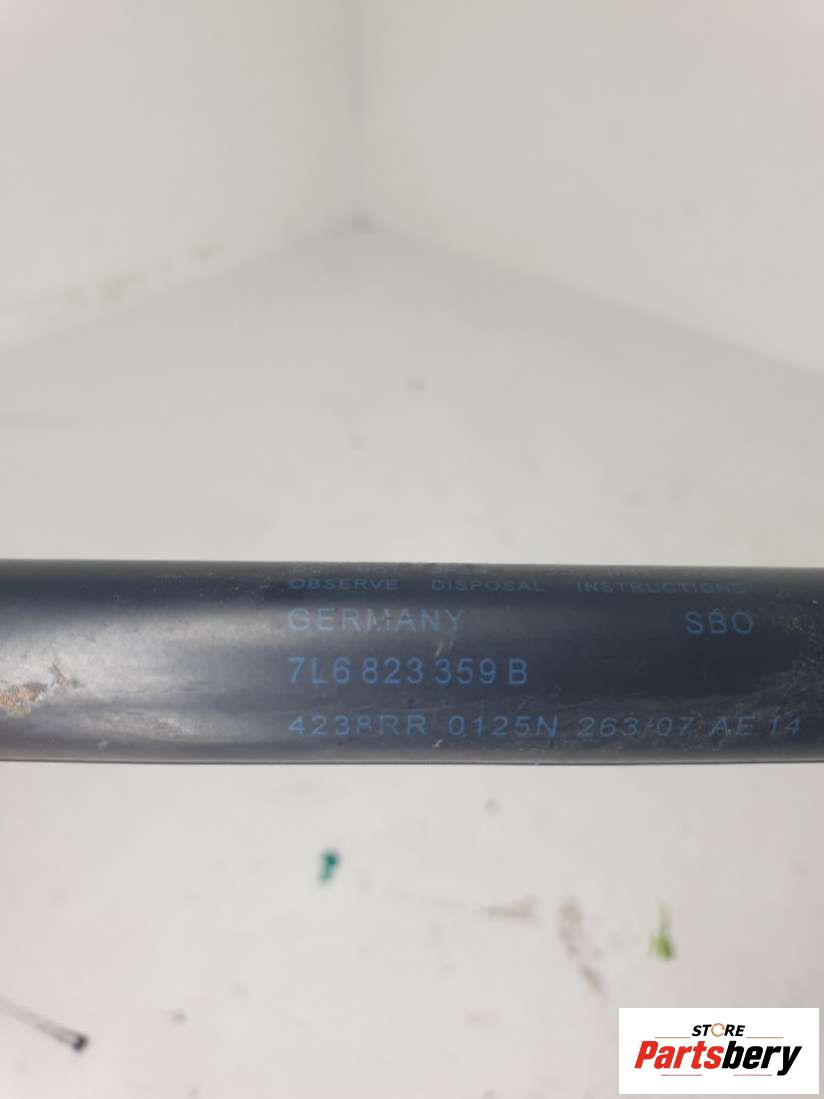 OBSERVE DISPOSAL INSTRUCTIONS
GERMANY SBO
7L6 823 359 B
4238RR 0125N 263/07 AE 14
STORE
Partsbery